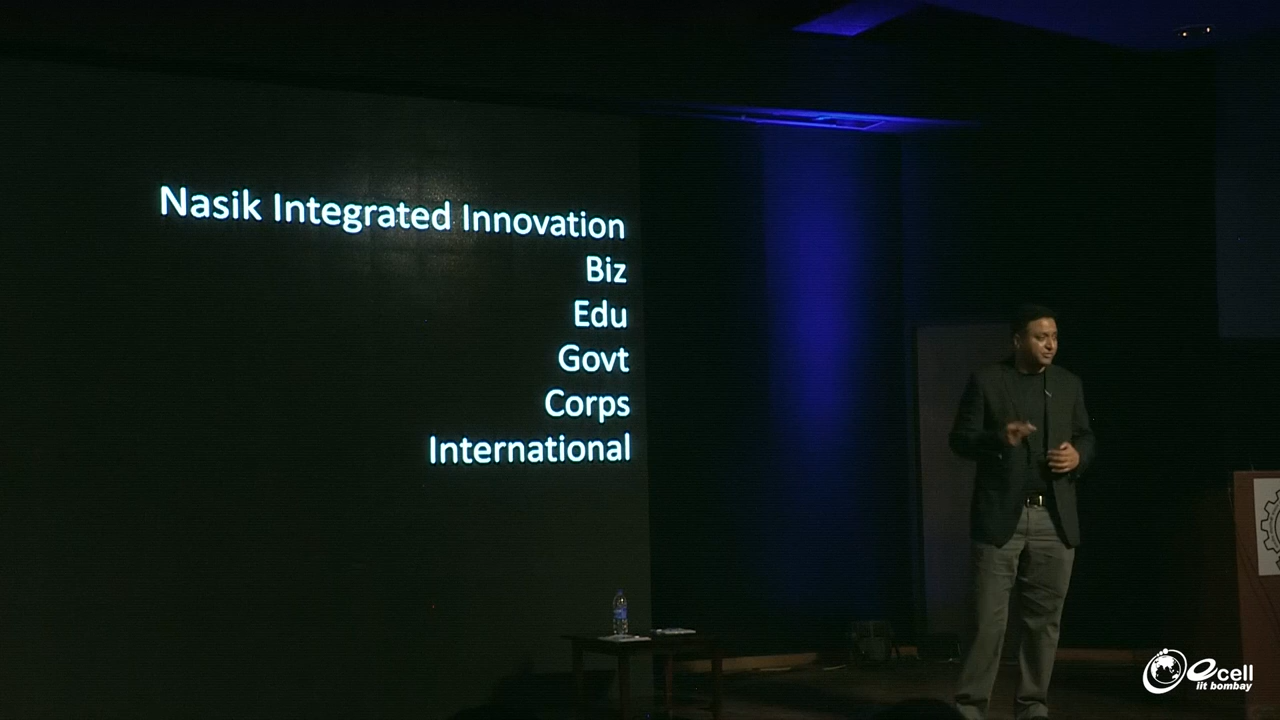 Nasik Integrated Innovation
Biz
Edu
Govt
Corps
International
ecell
iit bombay